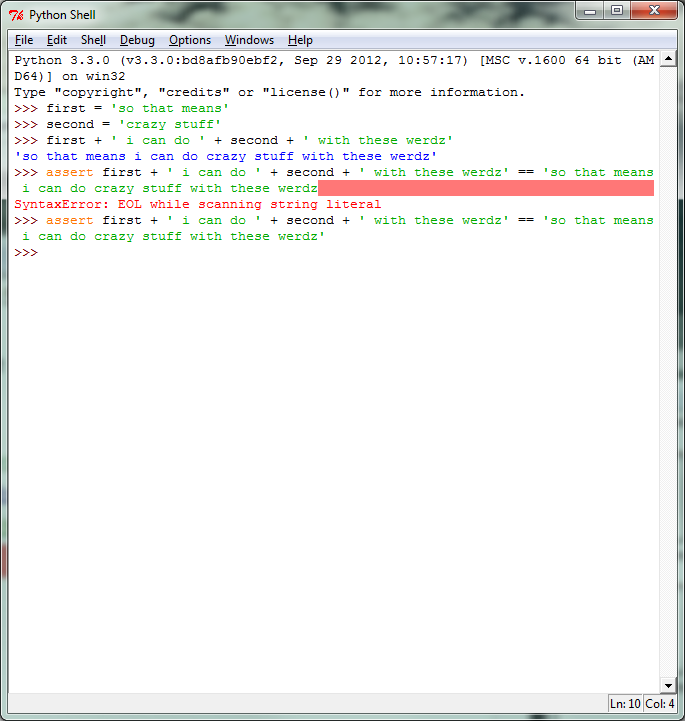 Python Shell
File Edit Shell Debug Options Windows Help
Python 3.3.0 (v3.3.0:bd8afb90ebf2, Sep 29 2012, 10:57:17) [MSC v.1600 64 bit (AM
D64)] on win32
Type "copyright", "credits" or "license()" for more information.
>>> first = 'so that means'
>>> second = 'crazy stuff'
>>> first + ' i can do ' + second + ' with these werdz'
'so that means i can do crazy stuff with these werdz'
>>> assert first + ' i can do ' + second + ' with these werdz' == 'so that means
 i can do crazy stuff with these werdz
SyntaxError: EOL while scanning string literal
>>> assert first + ' i can do ' + second + ' with these werdz' == 'so that means
 i can do crazy stuff with these werdz'
>>>
Ln: 10 Col: 4